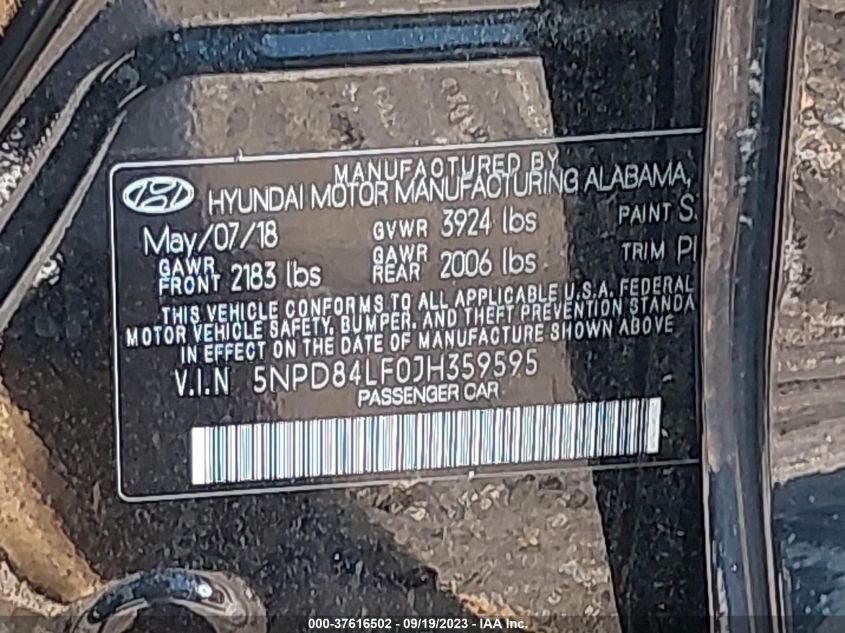 MANUFACTURED BY
HYUNDAI MOTOR MANUFACTURING ALABAMA,
May/07/18 GVWR 3924 lbs PAINT S.
GAWR FRONT 2183 lbs GAWR REAR 2006 lbs TRIM PI
THIS VEHICLE CONFORMS TO ALL APPLICABLE U.S.A. FEDERAL
MOTOR VEHICLE SAFETY, BUMPER, AND THEFT PREVENTION STANDA
IN EFFECT ON THE DATE OF MANUFACTURE SHOWN ABOVE
V.I.N 5NPD84LF0JH359595
PASSENGER CAR
000-37616502 - 09/19/2023 - IAA Inc.